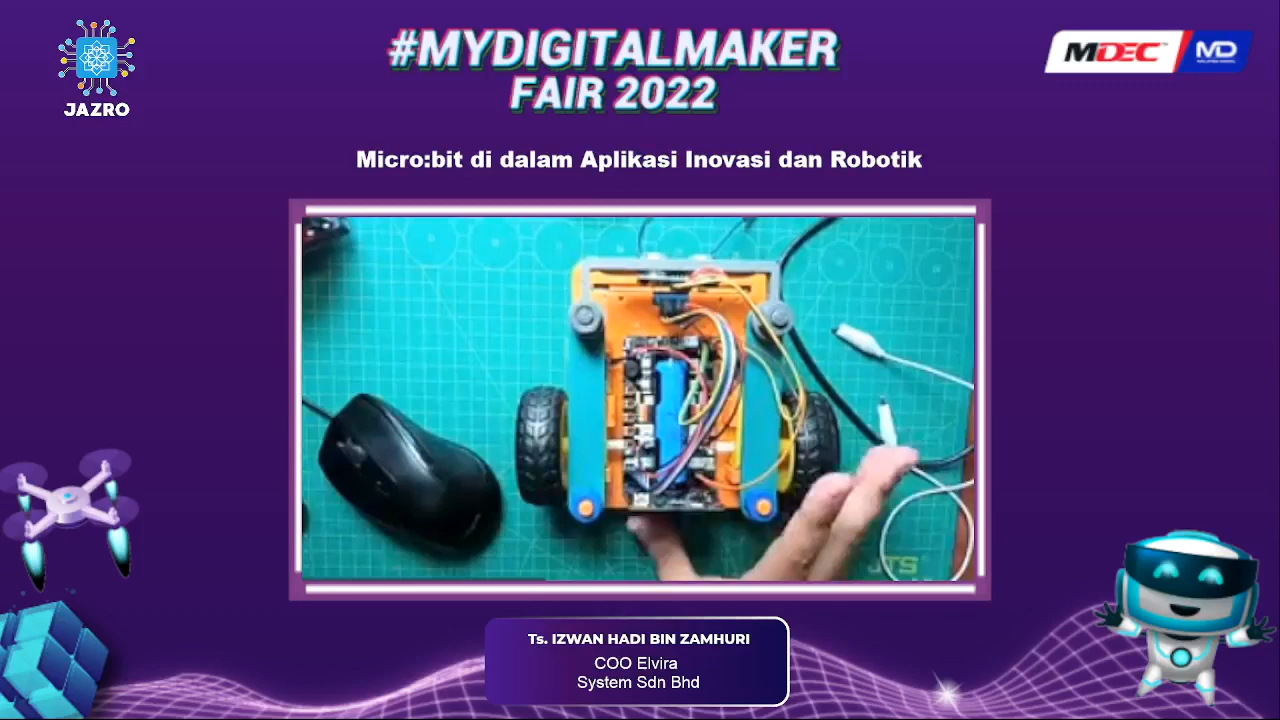 JAZRO
#MYDIGITALMAKER
FAIR 2022
MDEC
MD
Micro:bit di dalam Aplikasi Inovasi dan Robotik
JTS
Ts. IZWAN HADI BIN ZAMHURI
COO Elvira
System Sdn Bhd